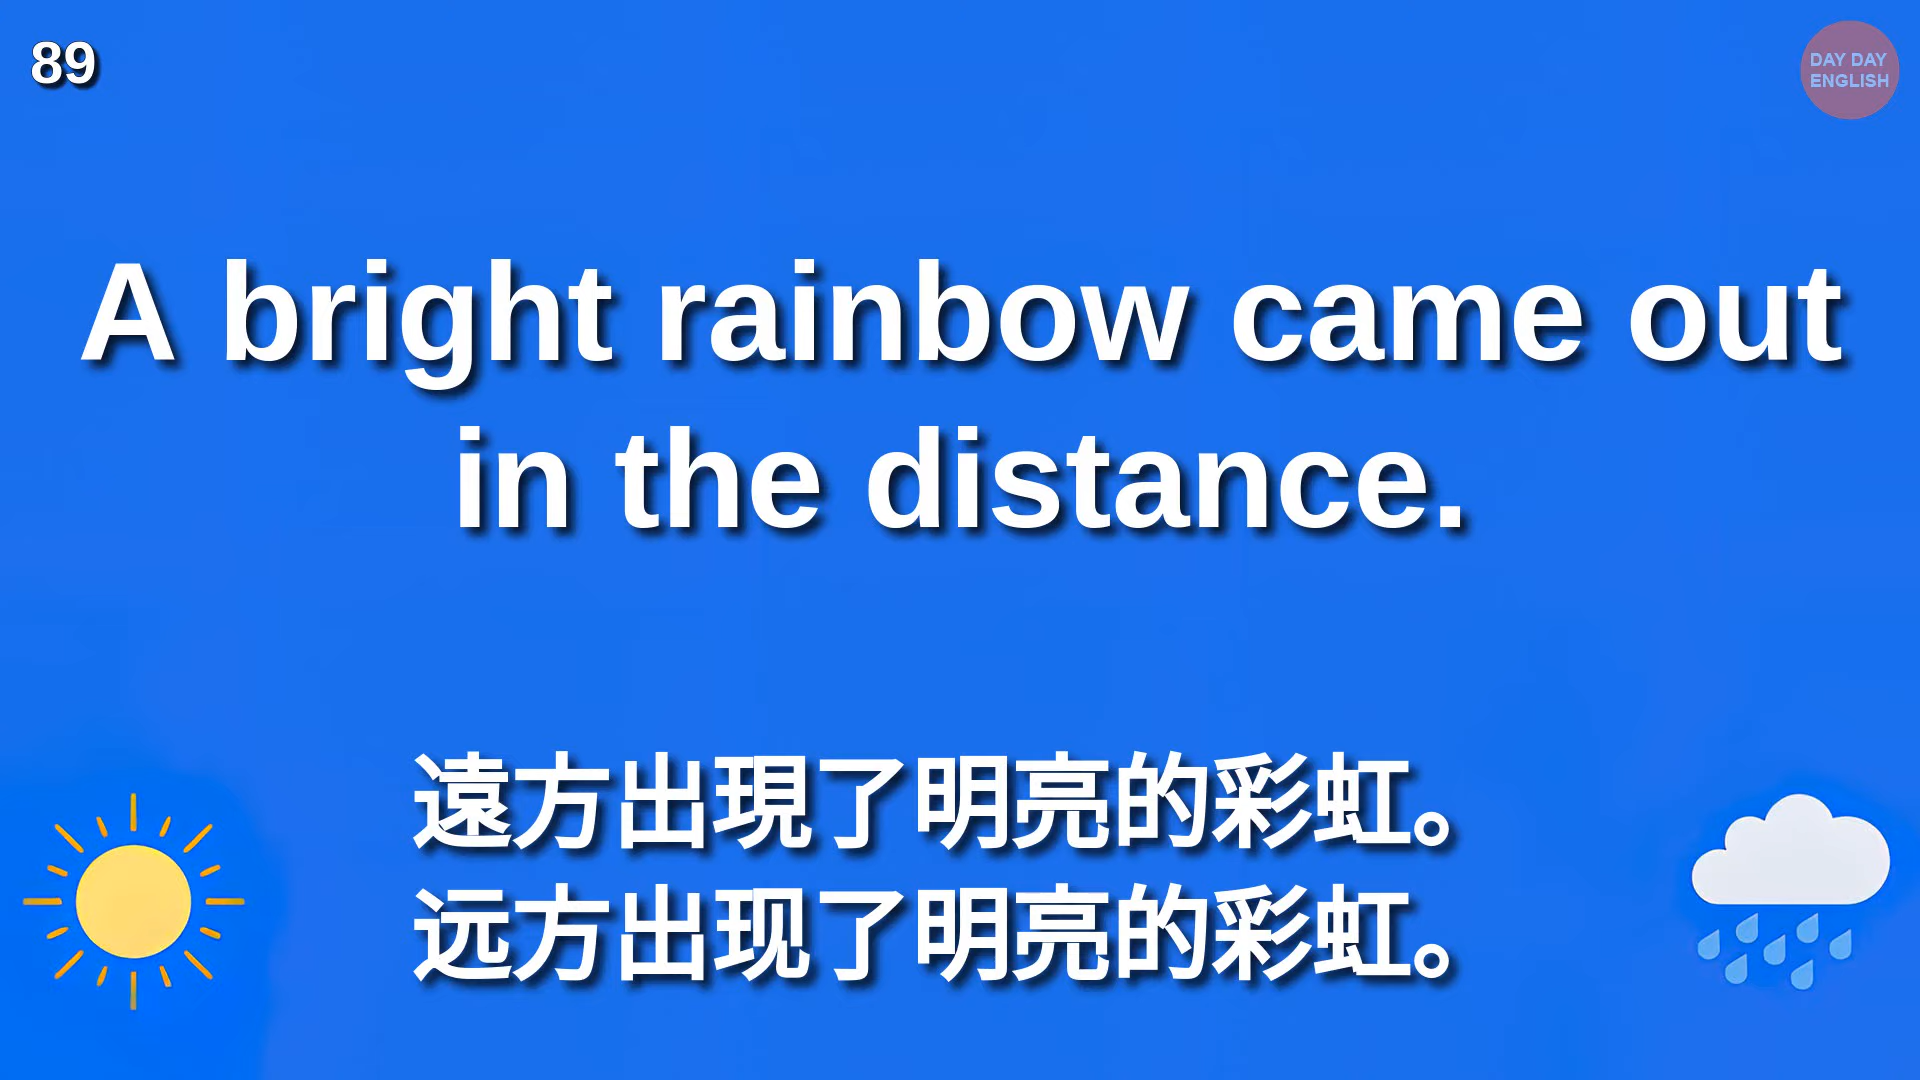 89
DAY DAY
ENGLISH
A bright rainbow came out
in the distance.
遠方出現了明亮的彩虹。
远方出现了明亮的彩虹。